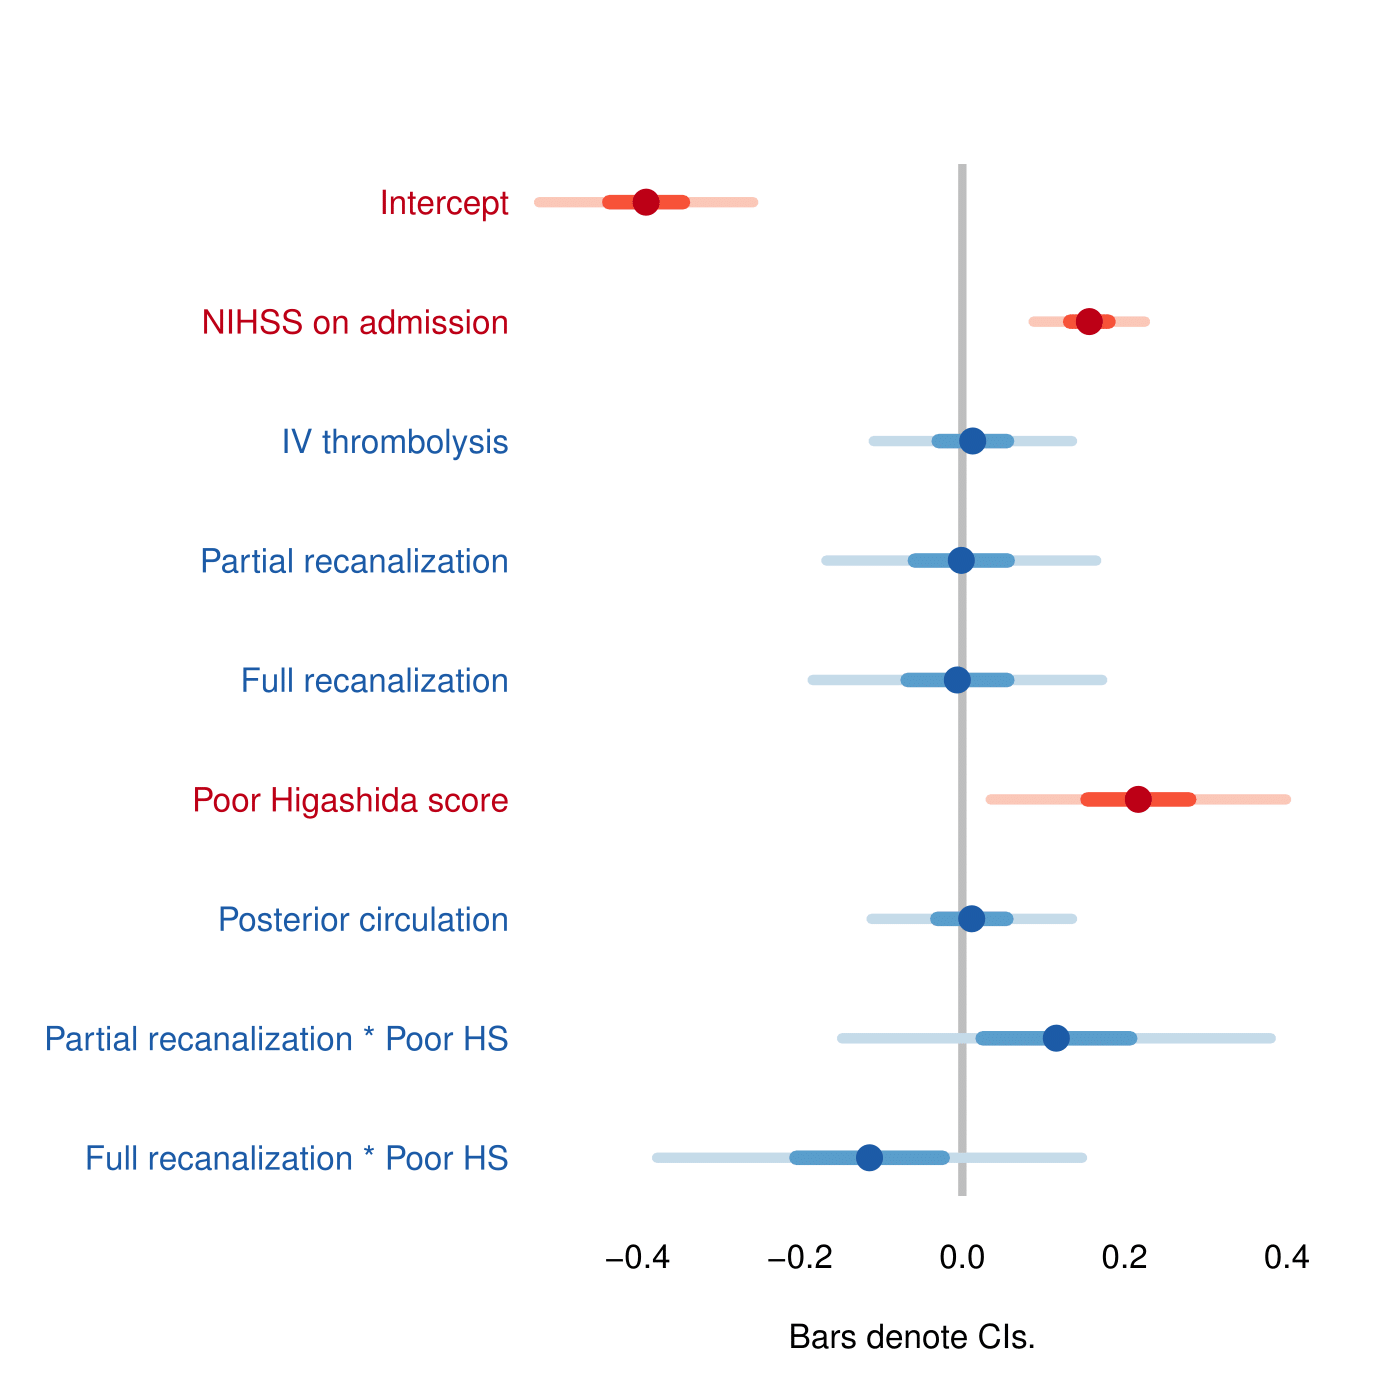 Intercept
NIHSS on admission
IV thrombolysis
Partial recanalization
Full recanalization
Poor Higashida score
Posterior circulation
Partial recanalization * Poor HS
Full recanalization * Poor HS
−0.4 −0.2 0.0 0.2 0.4
Bars denote CIs.